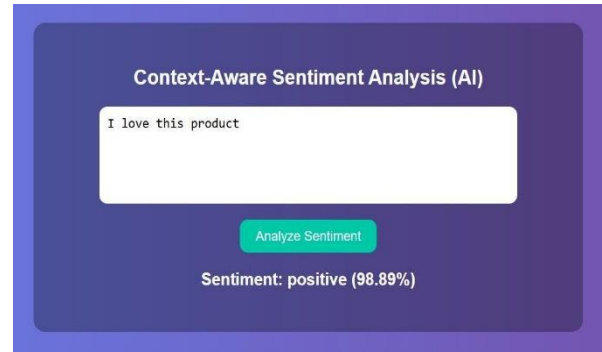 Context-Aware Sentiment Analysis (AI)
I love this product
Analyze Sentiment
Sentiment: positive (98.89%)